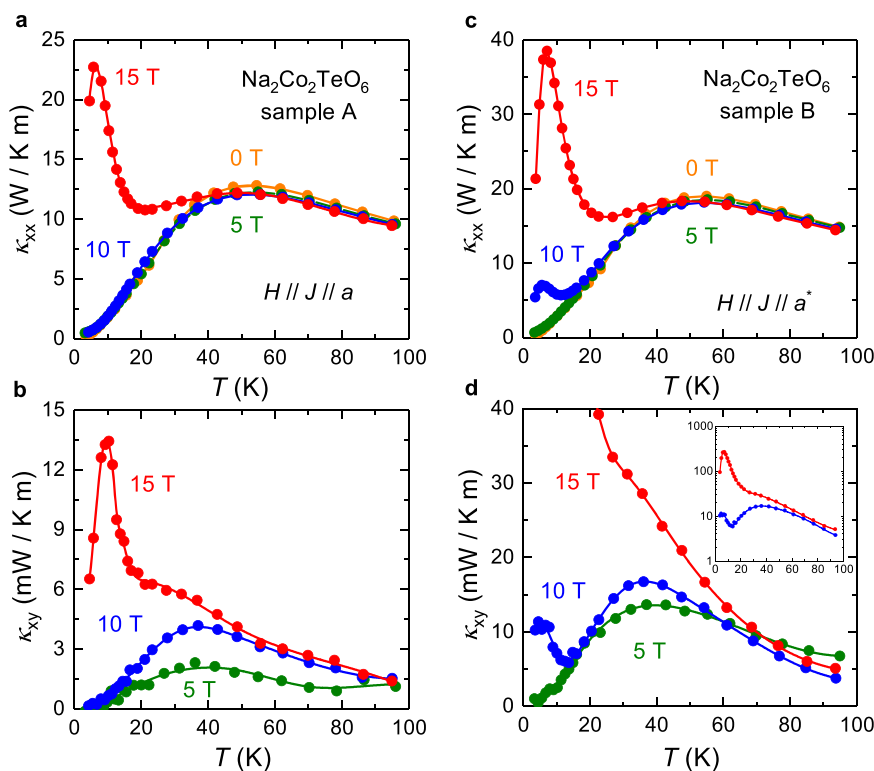 a
25
20
15
10
5
0
κxx (W / K m)
15 T
Na2Co2TeO6
sample A
0 T
10 T
5 T
H // J // a
0 20 40 60 80 100
T (K)
c
40
30
20
10
0
κxx (W / K m)
15 T
Na2Co2TeO6
sample B
0 T
10 T
5 T
H // J // a*
0 20 40 60 80 100
T (K)
b
15
12
9
6
3
0
κxy (mW / K m)
15 T
10 T
5 T
0 20 40 60 80 100
T (K)
d
40
30
20
10
0
κxy (mW / K m)
15 T
10 T
5 T
1000
100
10
1
0 20 40 60 80 100
0 20 40 60 80 100
T (K)